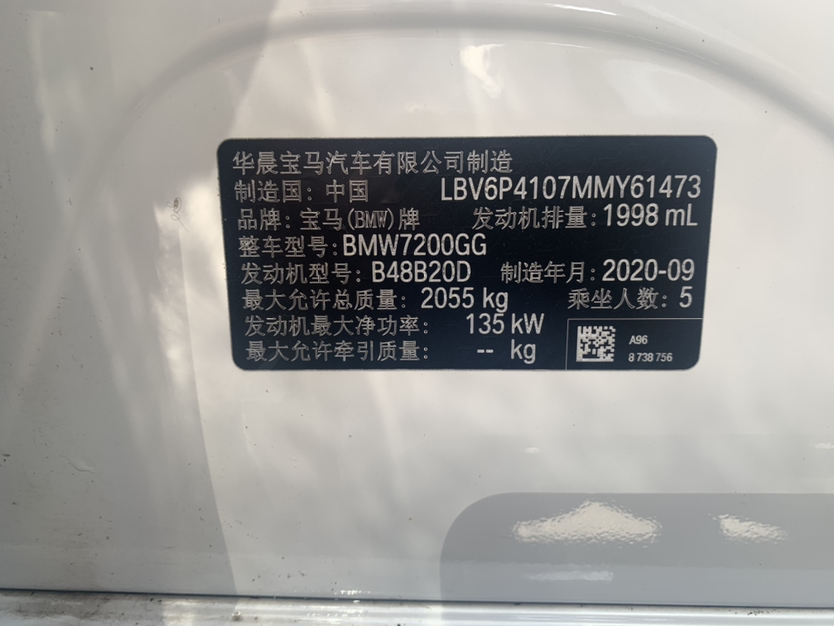 华晨宝马汽车有限公司制造
制造国：中国 LBV6P4107MMY61473
品牌：宝马(BMW)牌 发动机排量：1998 mL
整车型号：BMW7200GG
发动机型号：B48B20D 制造年月：2020-09
最大允许总质量：2055 kg 乘坐人数：5
发动机最大净功率： 135 kW
最大允许牵引质量： -- kg
A96
8 738 756